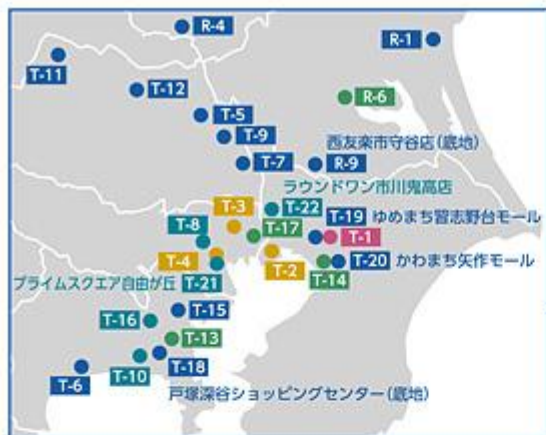 R-4
R-1
T-11
T-12
R-6
T-5
T-9
西友楽市守谷店(底地)
T-7
R-9
ラウンドワン市川鬼高店
T-3
T-22
T-8
T-17
T-19 ゆめまち習志野台モール
T-1
T-4
T-2
T-20 かわまち矢作モール
プライムスクエア自由が丘 T-21
T-14
T-15
T-16
T-13
T-6
T-10
T-18
戸塚深谷ショッピングセンター(底地)